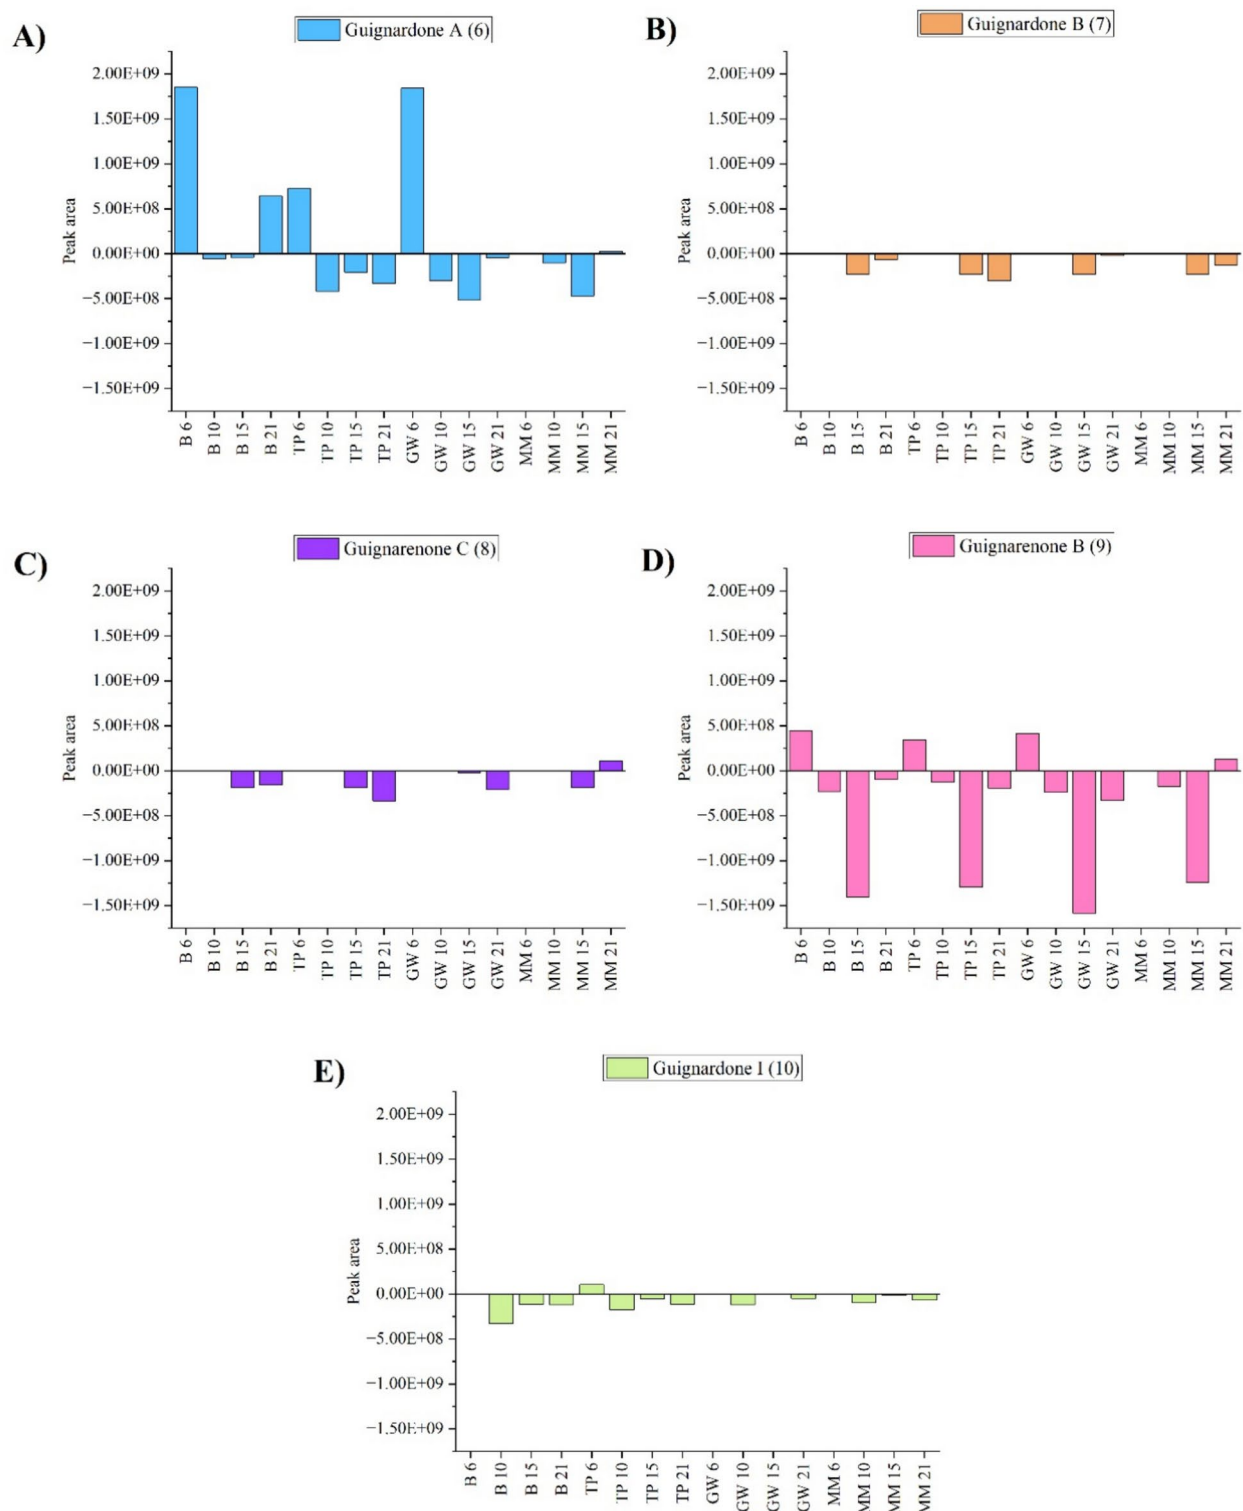 A)
Guignardone A (6)
2.00E+09
1.50E+09
1.00E+09
5.00E+08
0.00E+00
−5.00E+08
−1.00E+09
−1.50E+09
Peak area
B 6
B 10
B 15
B 21
TP 6
TP 10
TP 15
TP 21
GW 6
GW 10
GW 15
GW 21
MM 6
MM 10
MM 15
MM 21
B)
Guignardone B (7)
2.00E+09
1.50E+09
1.00E+09
5.00E+08
0.00E+00
−5.00E+08
−1.00E+09
−1.50E+09
Peak area
B 6
B 10
B 15
B 21
TP 6
TP 10
TP 15
TP 21
GW 6
GW 10
GW 15
GW 21
MM 6
MM 10
MM 15
MM 21
C)
Guignarenone C (8)
2.00E+09
1.50E+09
1.00E+09
5.00E+08
0.00E+00
−5.00E+08
−1.00E+09
−1.50E+09
Peak area
B 6
B 10
B 15
B 21
TP 6
TP 10
TP 15
TP 21
GW 6
GW 10
GW 15
GW 21
MM 6
MM 10
MM 15
MM 21
D)
Guignarenone B (9)
2.00E+09
1.50E+09
1.00E+09
5.00E+08
0.00E+00
−5.00E+08
−1.00E+09
−1.50E+09
Peak area
B 6
B 10
B 15
B 21
TP 6
TP 10
TP 15
TP 21
GW 6
GW 10
GW 15
GW 21
MM 6
MM 10
MM 15
MM 21
E)
Guignardone I (10)
2.00E+09
1.50E+09
1.00E+09
5.00E+08
0.00E+00
−5.00E+08
−1.00E+09
−1.50E+09
Peak area
B 6
B 10
B 15
B 21
TP 6
TP 10
TP 15
TP 21
GW 6
GW 10
GW 15
GW 21
MM 6
MM 10
MM 15
MM 21